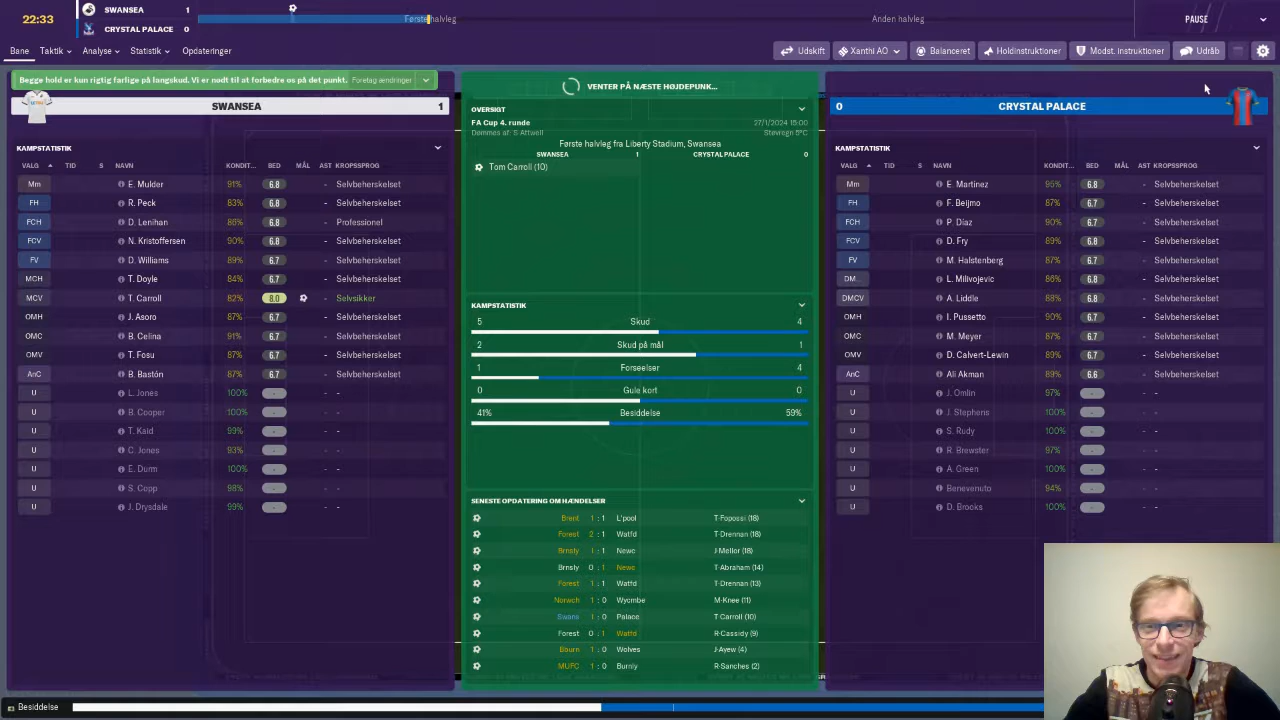 22:33
SWANSEA 1
CRYSTAL PALACE 0
Første halvleg
Anden halvleg
PAUSE
Bane Taktik Analyse Statistik Opdateringer
Udskift Xanthi AO Balanceret Holdinstruktioner Modst. instruktioner Udråb
Begge hold er kun rigtig farlige på langskud. Vi er nødt til at forbedre os på det punkt. Foretag ændringer
SWANSEA 1
KAMPSTATISTIK
VALG TID S NAVN KONDIT... BED MÅL AST KROPSSPROG
Mm E. Mulder 91% 6.8 - Selvbeherskelset
FH R. Peck 83% 6.8 - Selvbeherskelset
FCH D. Lenihan 86% 6.8 - Professionel
FCV N. Kristoffersen 90% 6.8 - Selvbeherskelset
FV D. Williams 89% 6.7 - Selvbeherskelset
MCH T. Doyle 84% 6.7 - Selvbeherskelset
MCV T. Carroll 82% 8.0 - Selvsikker
OMH J. Asoro 87% 6.7 - Selvbeherskelset
OMC B. Celina 91% 6.7 - Selvbeherskelset
OMV T. Fosu 87% 6.7 - Selvbeherskelset
AnC B. Bastón 87% 6.7 - Selvbeherskelset
U L. Jones 100% - - -
U B. Cooper 100% - - -
U T. Kaid 99% - - -
U C. Jones 93% - - -
U E. Durm 100% - - -
U S. Copp 98% - - -
U J. Drysdale 99% - - -
VENTER PÅ NÆSTE HØJDEPUNK...
OVERSIGT
FA Cup 4. runde 27/1/2024 15:00
Dømmes af: S Attwell Støvregn 5°C
Første halvleg fra Liberty Stadium, Swansea
SWANSEA 1 CRYSTAL PALACE 0
Tom Carroll (10)
KAMPSTATISTIK
5 Skud 4
2 Skud på mål 1
1 Forseelser 4
0 Gule kort 0
41% Besiddelse 59%
SENESTE OPDATERING OM HÆNDELSER
Brent 1 : 1 L'pool T Fopossi (18)
Forest 2 : 1 Watfd T Drennan (18)
Brnsly 1 : 1 Newc J Mellor (18)
Brnsly 0 : 1 Newc T Abraham (14)
Forest 1 : 1 Watfd T Drennan (13)
Norwch 1 : 0 Wycmbe M Knee (11)
Swans 1 : 0 Palace T Carroll (10)
Forest 0 : 1 Watfd R Cassidy (9)
Bburn 1 : 0 Wolves J Ayew (4)
MUFC 1 : 0 Burnly R Sanches (2)
0 CRYSTAL PALACE
KAMPSTATISTIK
VALG TID S NAVN KONDIT... BED MÅL AST KROPSSPROG
Mm E. Martinez 95% 6.8 - Selvbeherskelset
FH F. Beijmo 87% 6.7 - Selvbeherskelset
FCH P. Díaz 90% 6.7 - Selvbeherskelset
FCV D. Fry 89% 6.8 - Selvbeherskelset
FV M. Halstenberg 87% 6.7 - Selvbeherskelset
DM.. L. Milivojevic 86% 6.8 - Selvbeherskelset
DMCV A. Liddle 88% 6.8 - Selvbeherskelset
OMH I. Pussetto 90% 6.7 - Selvbeherskelset
OMC M. Meyer 87% 6.7 - Selvbeherskelset
OMV D. Calvert-Lewin 89% 6.7 - Selvbeherskelset
AnC Ali Akman 89% 6.6 - Selvbeherskelset
U J. Omlin 97% - - -
U J. Stephens 100% - - -
U S. Rudy 100% - - -
U R. Brewster 97% - - -
U A. Green 100% - - -
U Benevenuto 94% - - -
U D. Brooks 100% - - -
Besiddelse